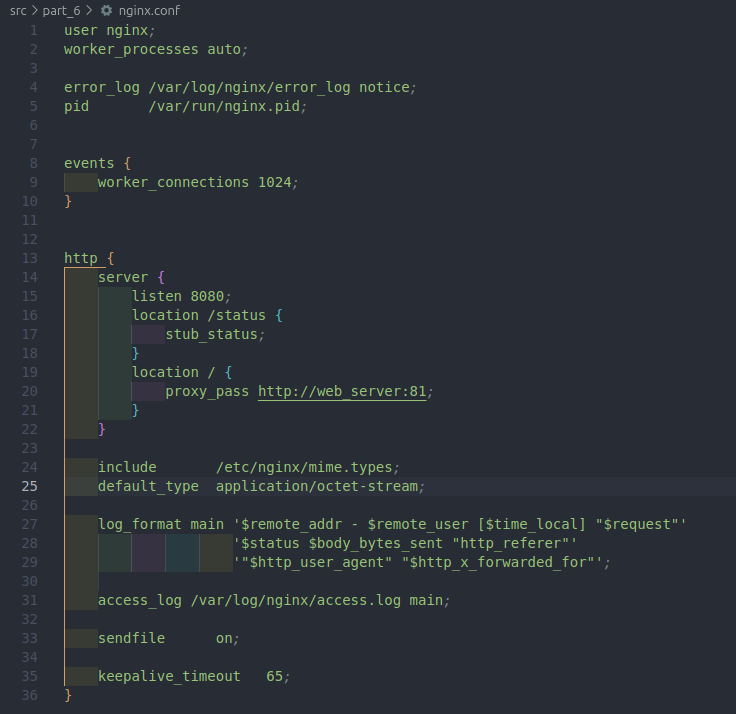 src > part_6 > nginx.conf
1 user nginx;
2 worker_processes auto;
3
4 error_log /var/log/nginx/error_log notice;
5 pid       /var/run/nginx.pid;
6
7
8 events {
9     worker_connections 1024;
10 }
11
12
13 http {
14     server {
15         listen 8080;
16         location /status {
17             stub_status;
18         }
19         location / {
20             proxy_pass http://web_server:81;
21         }
22     }
23
24     include       /etc/nginx/mime.types;
25     default_type  application/octet-stream;
26
27     log_format main '$remote_addr - $remote_user [$time_local] "$request"'
28                     '$status $body_bytes_sent "http_referer"'
29                     '"$http_user_agent" "$http_x_forwarded_for"';
30
31     access_log /var/log/nginx/access.log main;
32
33     sendfile      on;
34
35     keepalive_timeout   65;
36 }